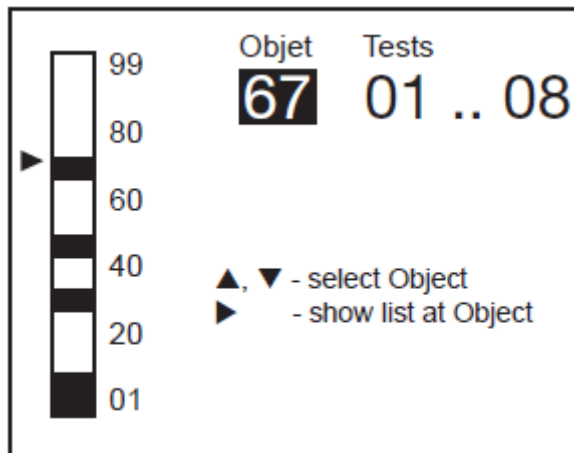 Objet Tests
67 01 .. 08
99
80
60
40
20
01
▲, ▼ - select Object
▶ - show list at Object